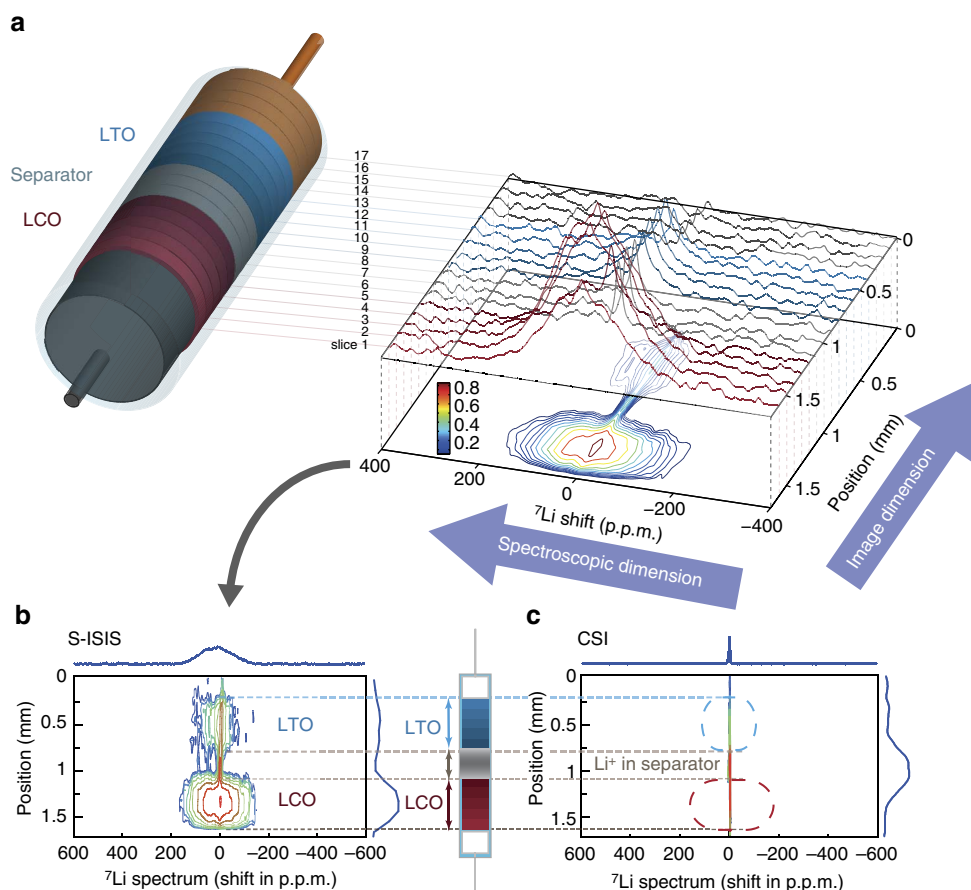 a
LTO
Separator
LCO
17
16
15
14
13
12
11
10
9
8
7
6
5
4
3
2
slice 1
0
0.5
1
1.5
0
0.5
1
1.5
Position (mm)
0.8
0.6
0.4
0.2
400
200
0
−200
−400
⁷Li shift (p.p.m.)
Spectroscopic dimension
Image dimension
b
S-ISIS
0
0.5
1
1.5
Position (mm)
LTO
LCO
600 400 200 0 −200 −400 −600
⁷Li spectrum (shift in p.p.m.)
LTO
LCO
c
CSI
0
0.5
1
1.5
Position (mm)
Li⁺ in separator
600 400 200 0 −200 −400 −600
⁷Li spectrum (shift in p.p.m.)